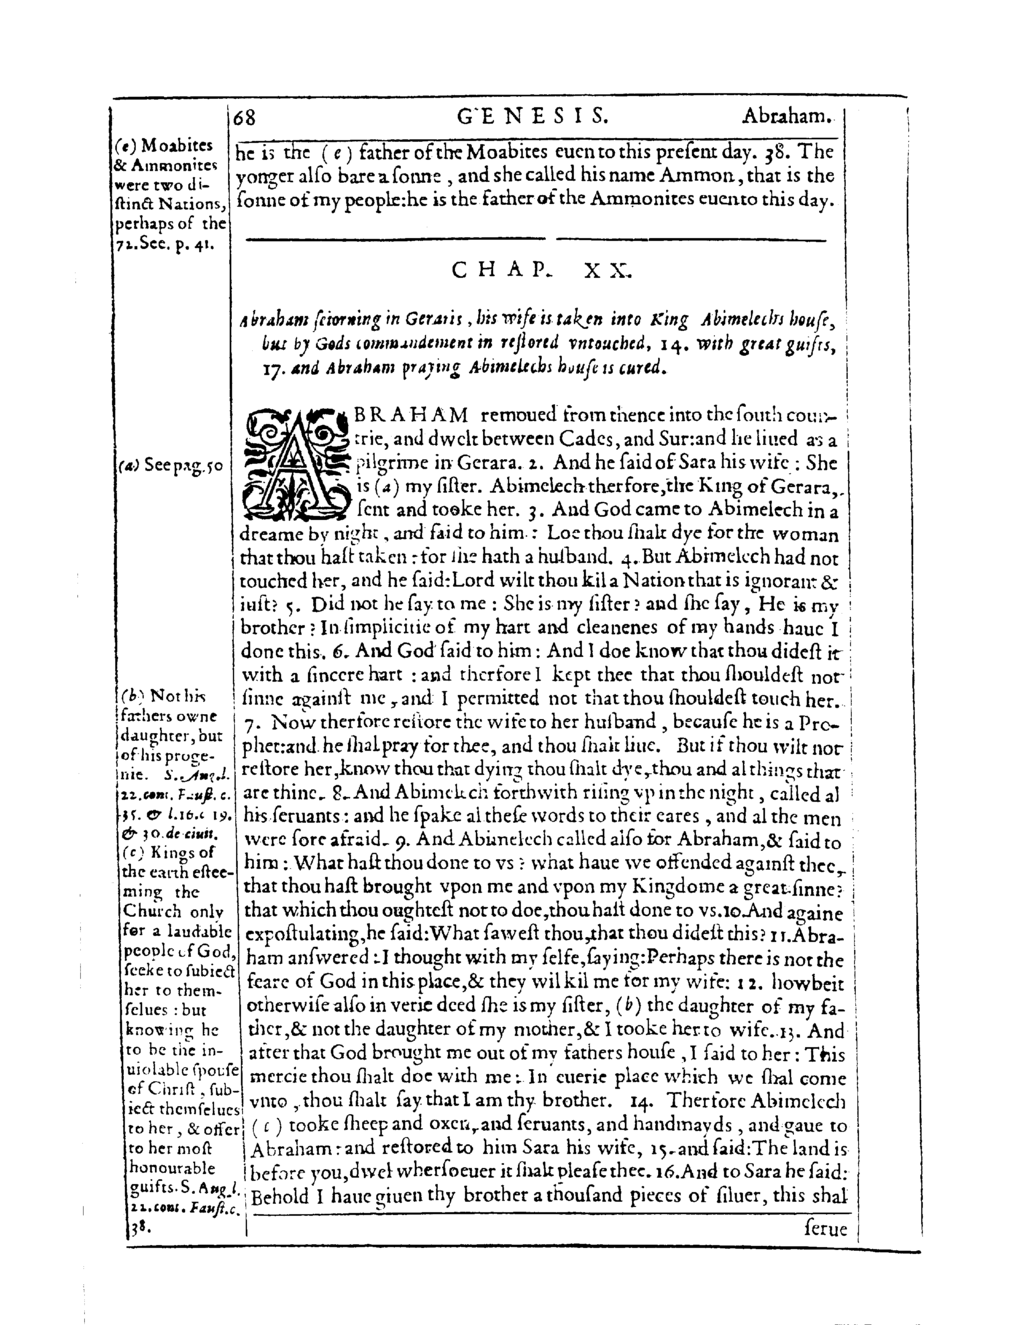 68 GENESIS. Abraham.
(e) Moabites
& Ammonites
were two di-
ſtinct Nations,
perhaps of the
72. See. p. 41.
he is the (e) father of the Moabites euen to this preſent day. 38. The
yonger alſo bare a ſonne, and she called his name Ammon, that is the
ſonne of my people: he is the father of the Ammonites euen to this day.
CHAP. XX.
Abraham ſeiorning in Geraris, his wife is taken into King Abimelechs houſe,
but by Gods commandement in reſtored vntouched, 14. with great guifts,
17. and Abraham praying Abimelechs houſe is cured.
ABRAHAM remoued from thence into the ſouth coun-
trie, and dwelt between Cades, and Sur: and he liued as a
pilgrime in Gerara. 2. And he ſaid of Sara his wife: She
is (a) my ſiſter. Abimelech therfore, the King of Gerara,
ſent and tooke her. 3. And God came to Abimelech in a
dreame by night, and ſaid to him: Loe thou ſhalt dye for the woman
that thou haſt taken: for ſhe hath a huſband. 4. But Abimelech had not
touched her, and he ſaid: Lord wilt thou kil a Nation that is ignorant &
iuſt? 5. Did not he ſay to me: She is my ſiſter? and ſhe ſay, He is my
brother? In ſimplicitie of my hart and cleanenes of my hands haue I
done this. 6. And God ſaid to him: And I doe know that thou dideſt it
with a ſincere hart: and therfore I kept thee that thou ſhouldeſt not
ſinne againſt me, and I permitted not that thou ſhouldeſt touch her.
7. Now therfore reſtore the wife to her huſband, becauſe he is a Pro-
phet: and he ſhal pray for thee, and thou ſhalt liue. But if thou wilt not
reſtore her, know thou that dying thou ſhalt dye, thou and al things that
are thine. 8. And Abimelech forthwith riſing vp in the night, called al
his ſeruants: and he ſpake al theſe words to their eares, and al the men
were ſore afraid. 9. And Abimelech called alſo for Abraham, & ſaid to
him: What haſt thou done to vs? what haue we offended againſt thee,
that thou haſt brought vpon me and vpon my Kingdome a great ſinne?
that which thou oughteſt not to doe, thou haſt done to vs. 10. And againe
expoſtulating, he ſaid: What ſaweſt thou, that thou dideſt this? 11. Abra-
ham anſwered: I thought with my ſelfe, ſaying: Perhaps there is not the
feare of God in this place, & they wil kil me for my wife: 12. howbeit
otherwiſe alſo in verie deed ſhe is my ſiſter, (b) the daughter of my fa-
ther, & not the daughter of my mother, & I tooke her to wife. 13. And
after that God brought me out of my fathers houſe, I ſaid to her: This
mercie thou ſhalt doe with me: In euerie place which we ſhal come
vnto, thou ſhalt ſay that I am thy brother. 14. Therfore Abimelech
(c) tooke ſheep and oxen, and ſeruants, and handmayds, and gaue to
Abraham: and reſtored to him Sara his wife, 15. and ſaid: The land is
before you, dwel wherſoeuer it ſhalt pleaſe thee. 16. And to Sara he ſaid:
Behold I haue giuen thy brother a thouſand pieces of ſiluer, this shal
ſerue
(a) See pag. 50
(b) Not his
fathers owne
daughter, but
of his proge-
nie. S. Aug. l.
22. cont. Fauſt. c.
35. & l. 16. c 19.
& 30. de ciuit.
(c) Kings of
the earth eſtee-
ming the
Church only
for a laudable
people of God,
ſeeke to ſubiect
her to them-
ſelues: but
knowing he
to be the in-
uiolable ſpouſe
of Chriſt, ſub-
iect themſelues
to her, & offer
to her moſt
honourable
guifts. S. Aug. l.
22. cont. Fauſt. c.
38.